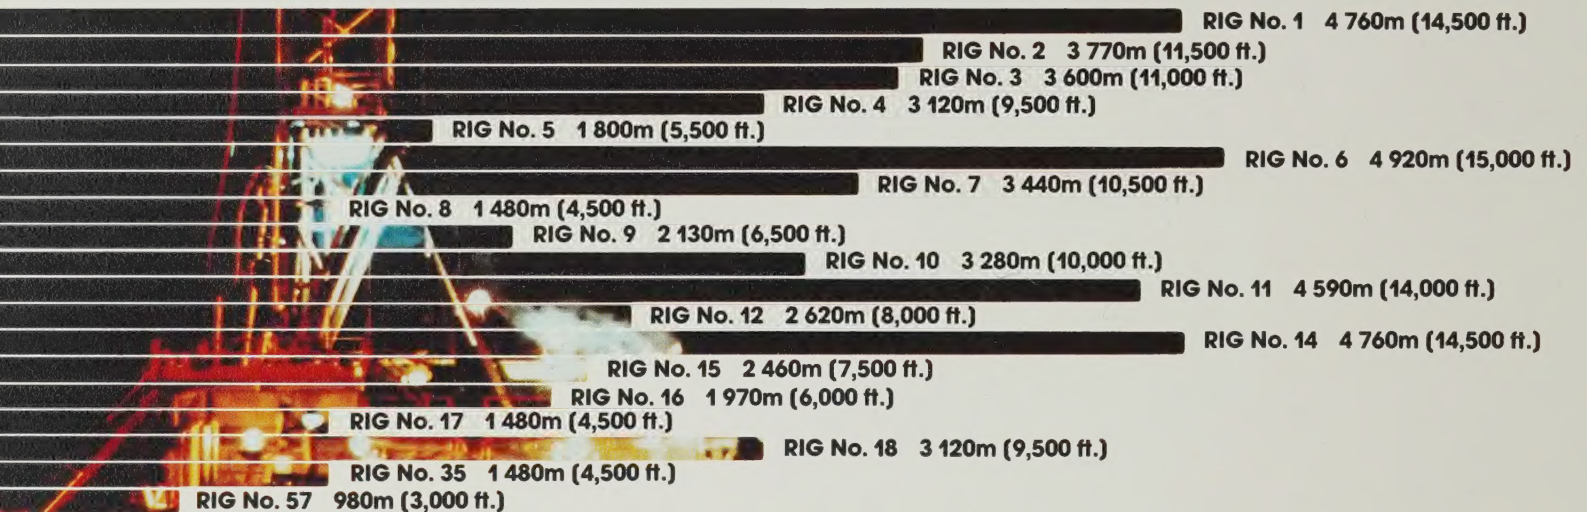 RIG No. 1 4 760m (14,500 ft.)
RIG No. 2 3 770m (11,500 ft.)
RIG No. 3 3 600m (11,000 ft.)
RIG No. 4 3 120m (9,500 ft.)
RIG No. 5 1 800m (5,500 ft.)
RIG No. 6 4 920m (15,000 ft.)
RIG No. 7 3 440m (10,500 ft.)
RIG No. 8 1 480m (4,500 ft.)
RIG No. 9 2 130m (6,500 ft.)
RIG No. 10 3 280m (10,000 ft.)
RIG No. 11 4 590m (14,000 ft.)
RIG No. 12 2 620m (8,000 ft.)
RIG No. 14 4 760m (14,500 ft.)
RIG No. 15 2 460m (7,500 ft.)
RIG No. 16 1 970m (6,000 ft.)
RIG No. 17 1 480m (4,500 ft.)
RIG No. 18 3 120m (9,500 ft.)
RIG No. 35 1 480m (4,500 ft.)
RIG No. 57 980m (3,000 ft.)